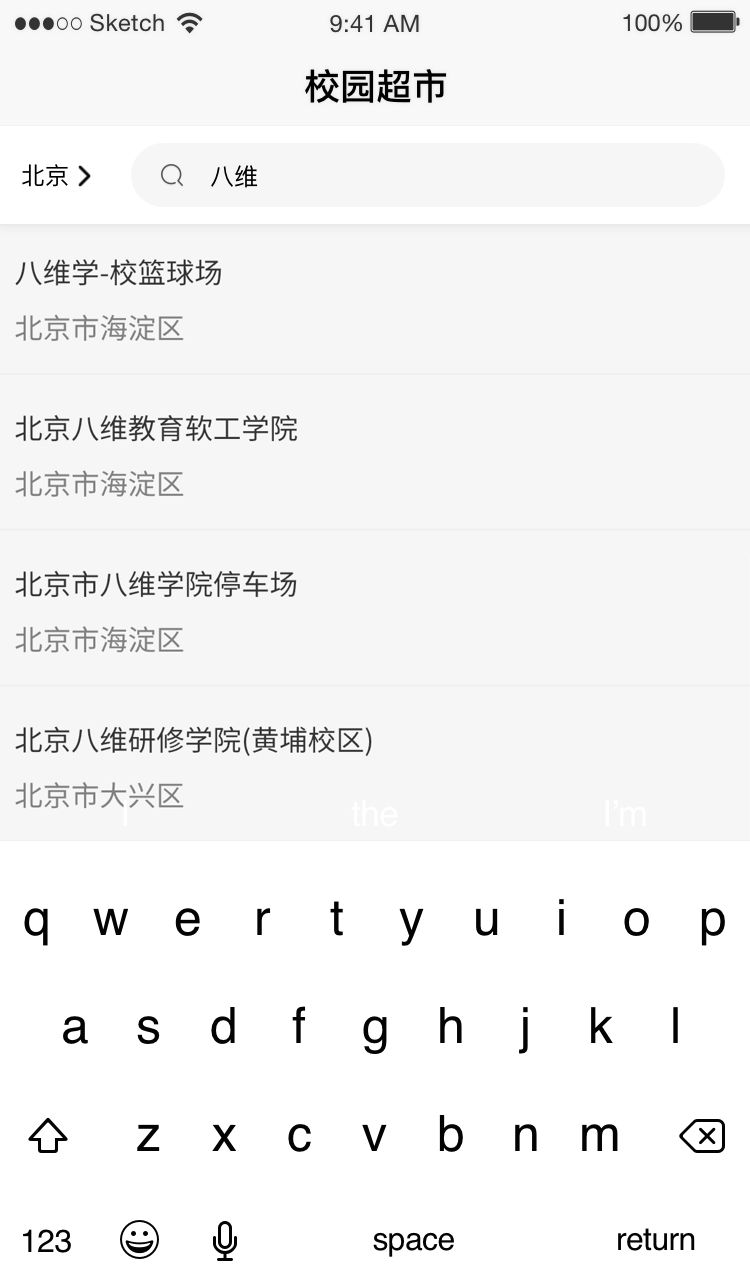 ●●●○○ Sketch 9:41 AM 100%
校园超市
北京 八维
八维学-校篮球场
北京市海淀区
北京八维教育软工学院
北京市海淀区
北京市八维学院停车场
北京市海淀区
北京八维研修学院(黄埔校区)
北京市大兴区
I the I'm
q w e r t y u i o p
a s d f g h j k l
z x c v b n m
123 space return